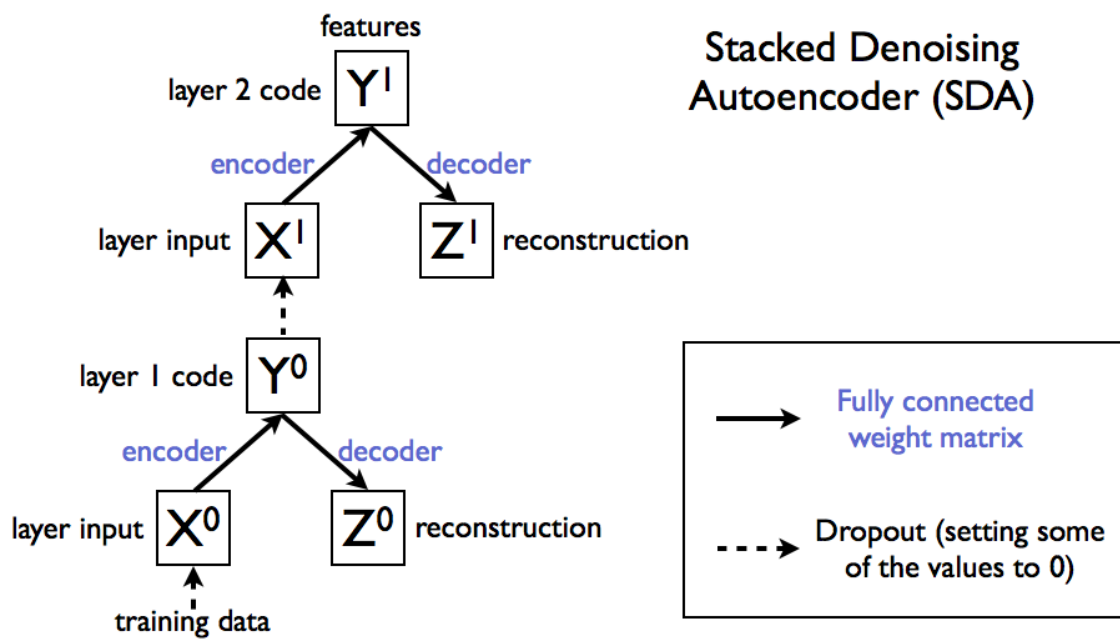 features
Stacked Denoising
Autoencoder (SDA)
layer 2 code
Y¹
encoder
decoder
layer input
X¹
Z¹
reconstruction
layer 1 code
Y⁰
encoder
decoder
layer input
X⁰
Z⁰
reconstruction
training data
Fully connected
weight matrix
Dropout (setting some
of the values to 0)